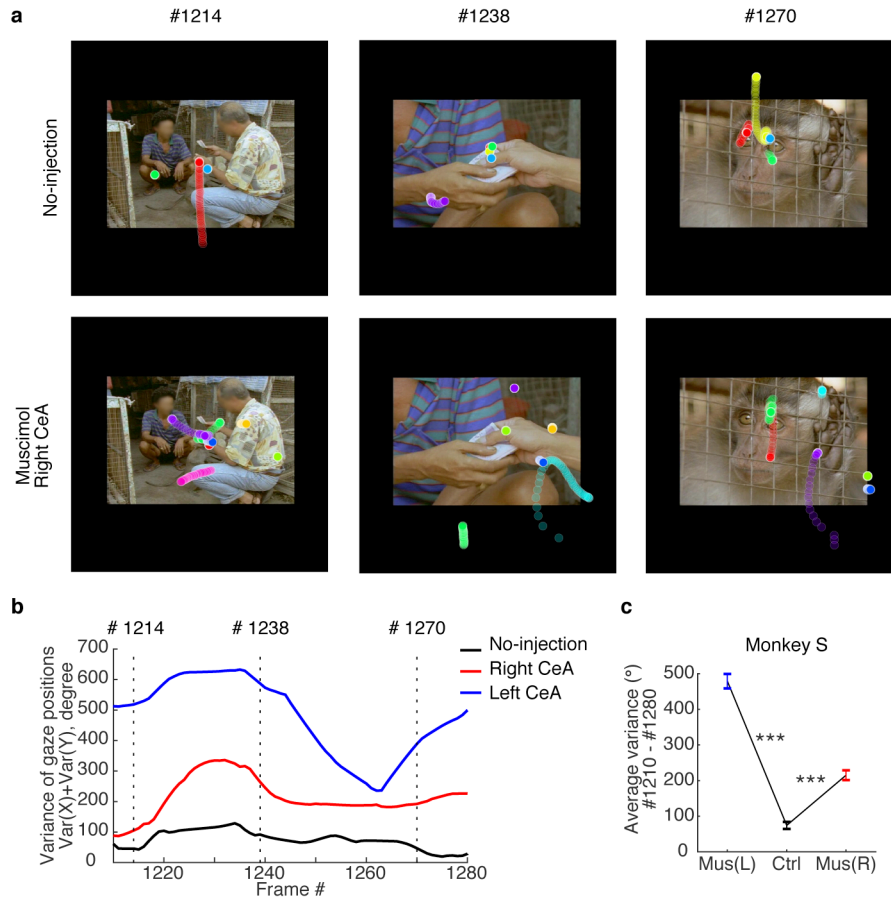 a
#1214
#1238
#1270
No-injection
Muscimol
Right CeA
b
# 1214
# 1238
# 1270
No-injection
Right CeA
Left CeA
Variance of gaze positions
Var(X)+Var(Y), degree
700
600
500
400
300
200
100
0
1220
1240
1260
1280
Frame #
c
Monkey S
Average variance (°)
#1210 - #1280
500
400
300
200
100
0
***
***
Mus(L)
Ctrl
Mus(R)